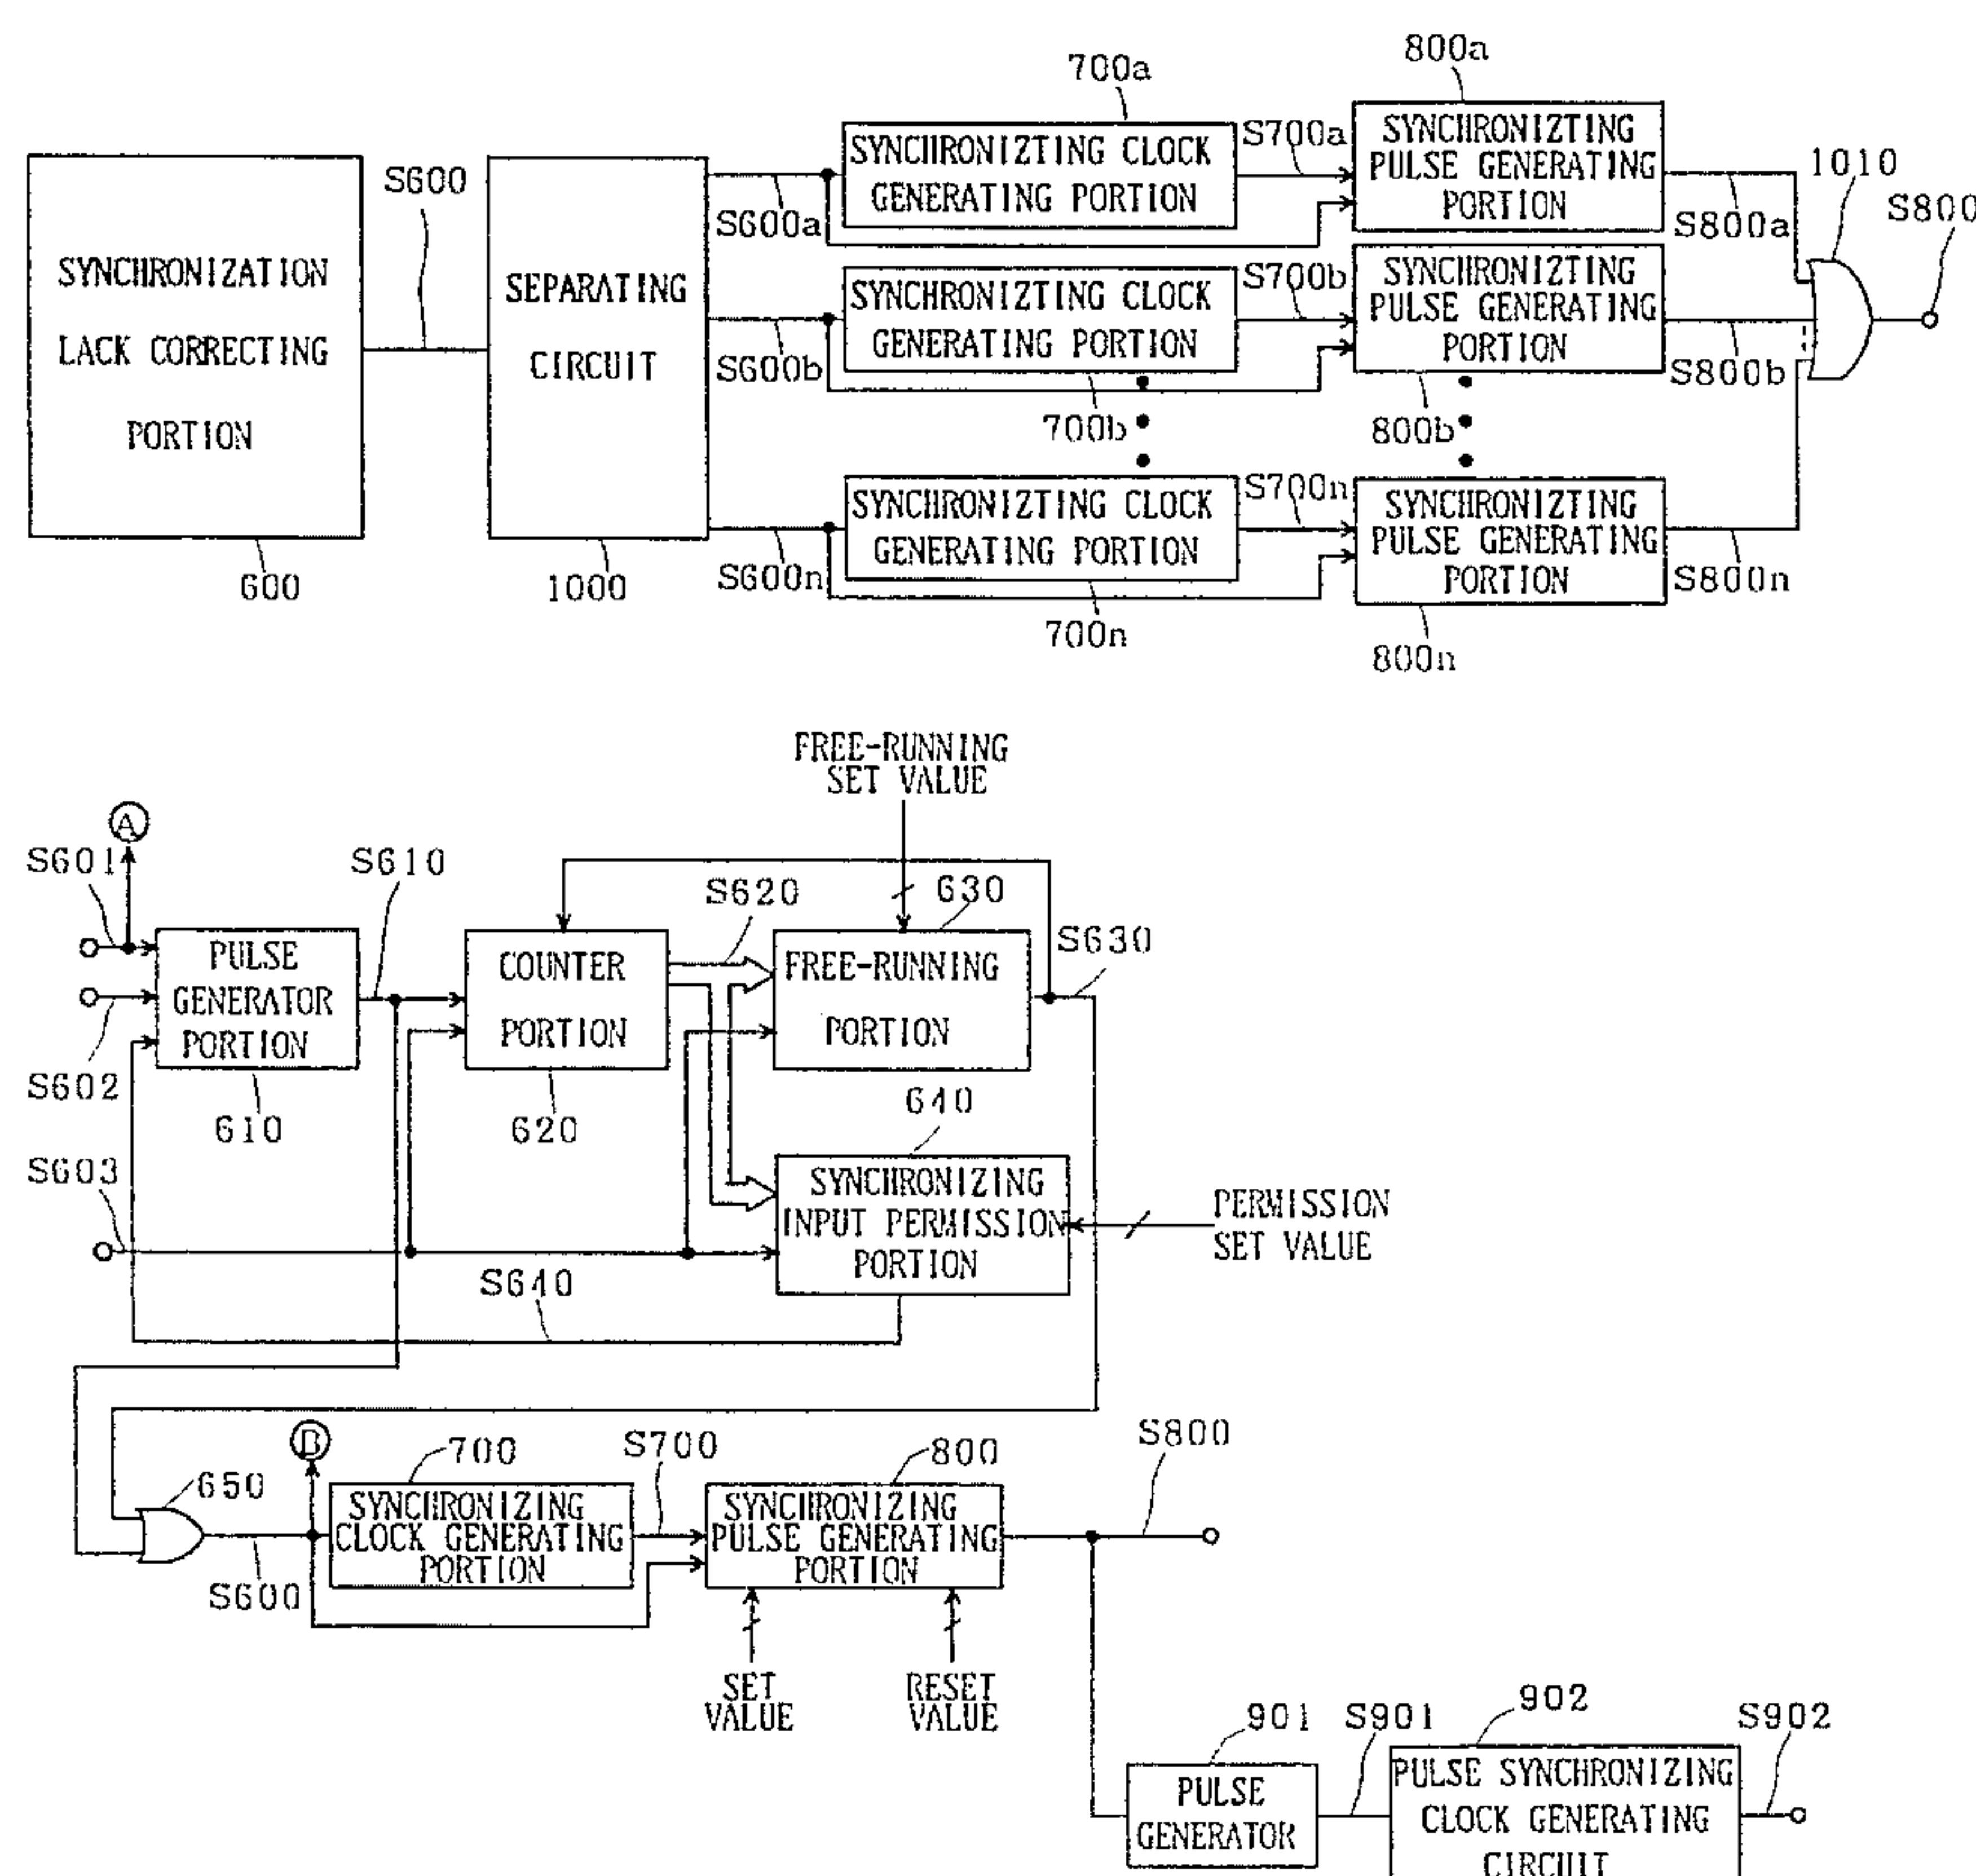 800a
700a
SYNCHRONIZTING CLOCK
GENERATING PORTION
S700a
SYNCHRONIZTING
PULSE GENERATING
PORTION
1010
S800
S600
S600a
S800a
SYNCHRONIZATION
LACK CORRECTING
PORTION
SEPARATING
CIRCUIT
SYNCHRONIZTING CLOCK
GENERATING PORTION
S700b
SYNCHRONIZTING
PULSE GENERATING
PORTION
S600b
S800b
700b
800b
SYNCHRONIZTING CLOCK
GENERATING PORTION
S700n
SYNCHRONIZTING
PULSE GENERATING
PORTION
600
1000
S600n
S800n
700n
800n
FREE-RUNNING
SET VALUE
A
S601
S610
S620
630
S630
PULSE
GENERATOR
PORTION
COUNTER
PORTION
FREE-RUNNING
PORTION
S602
610
620
640
S603
SYNCHRONIZING
INPUT PERMISSION
PORTION
PERMISSION
SET VALUE
S640
B
700
S700
800
S800
650
SYNCHRONIZING
CLOCK GENERATING
PORTION
SYNCHRONIZING
PULSE GENERATING
PORTION
S600
SET
VALUE
RESET
VALUE
901
S901
902
S902
PULSE
GENERATOR
PULSE SYNCHRONIZING
CLOCK GENERATING
CIRCUIT